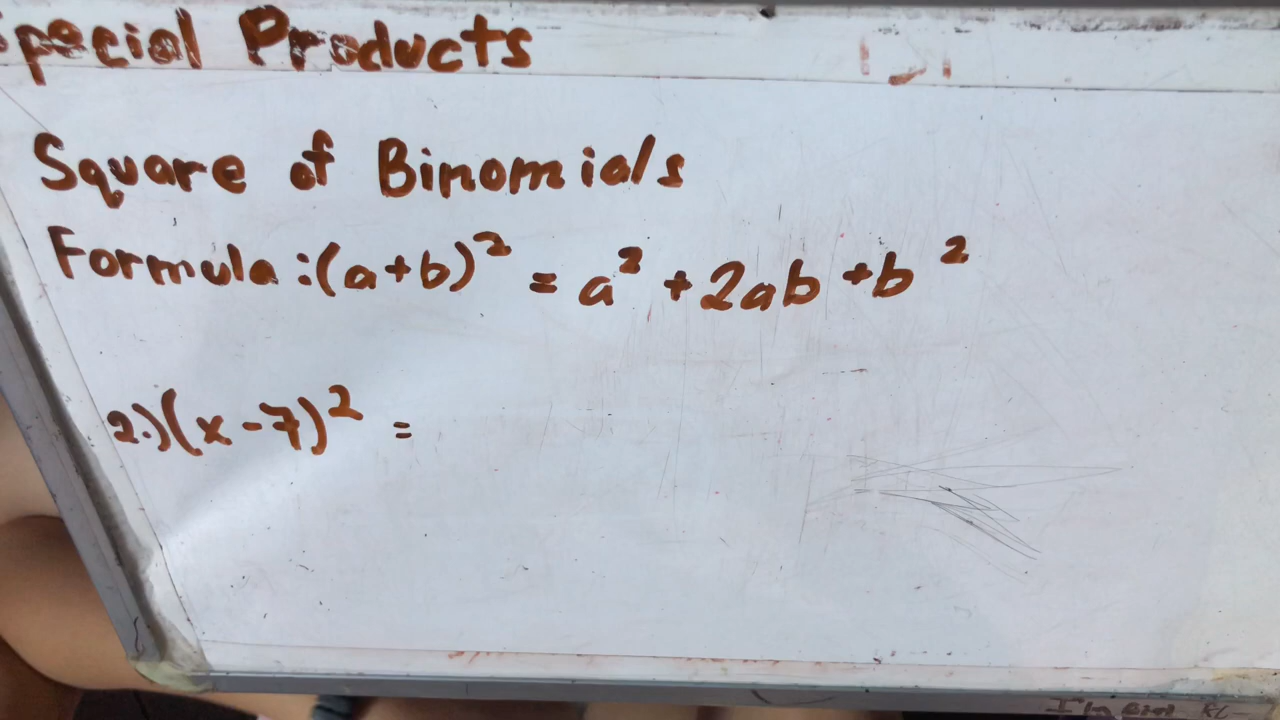 Special Products
Square of Binomials
Formula:(a+b)² = a² +2ab +b²
2.)(x-7)² =